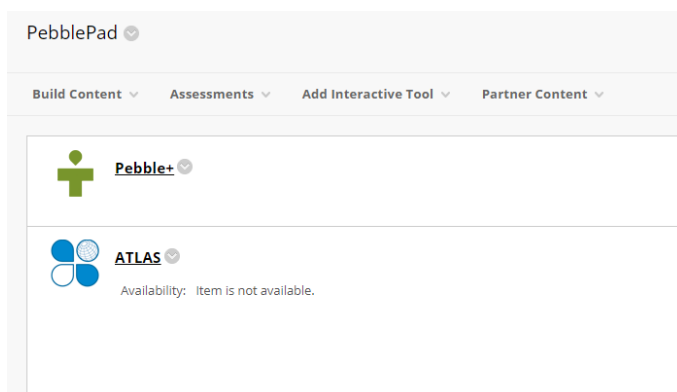 PebblePad
Build Content Assessments Add Interactive Tool Partner Content
Pebble+
ATLAS
Availability: Item is not available.